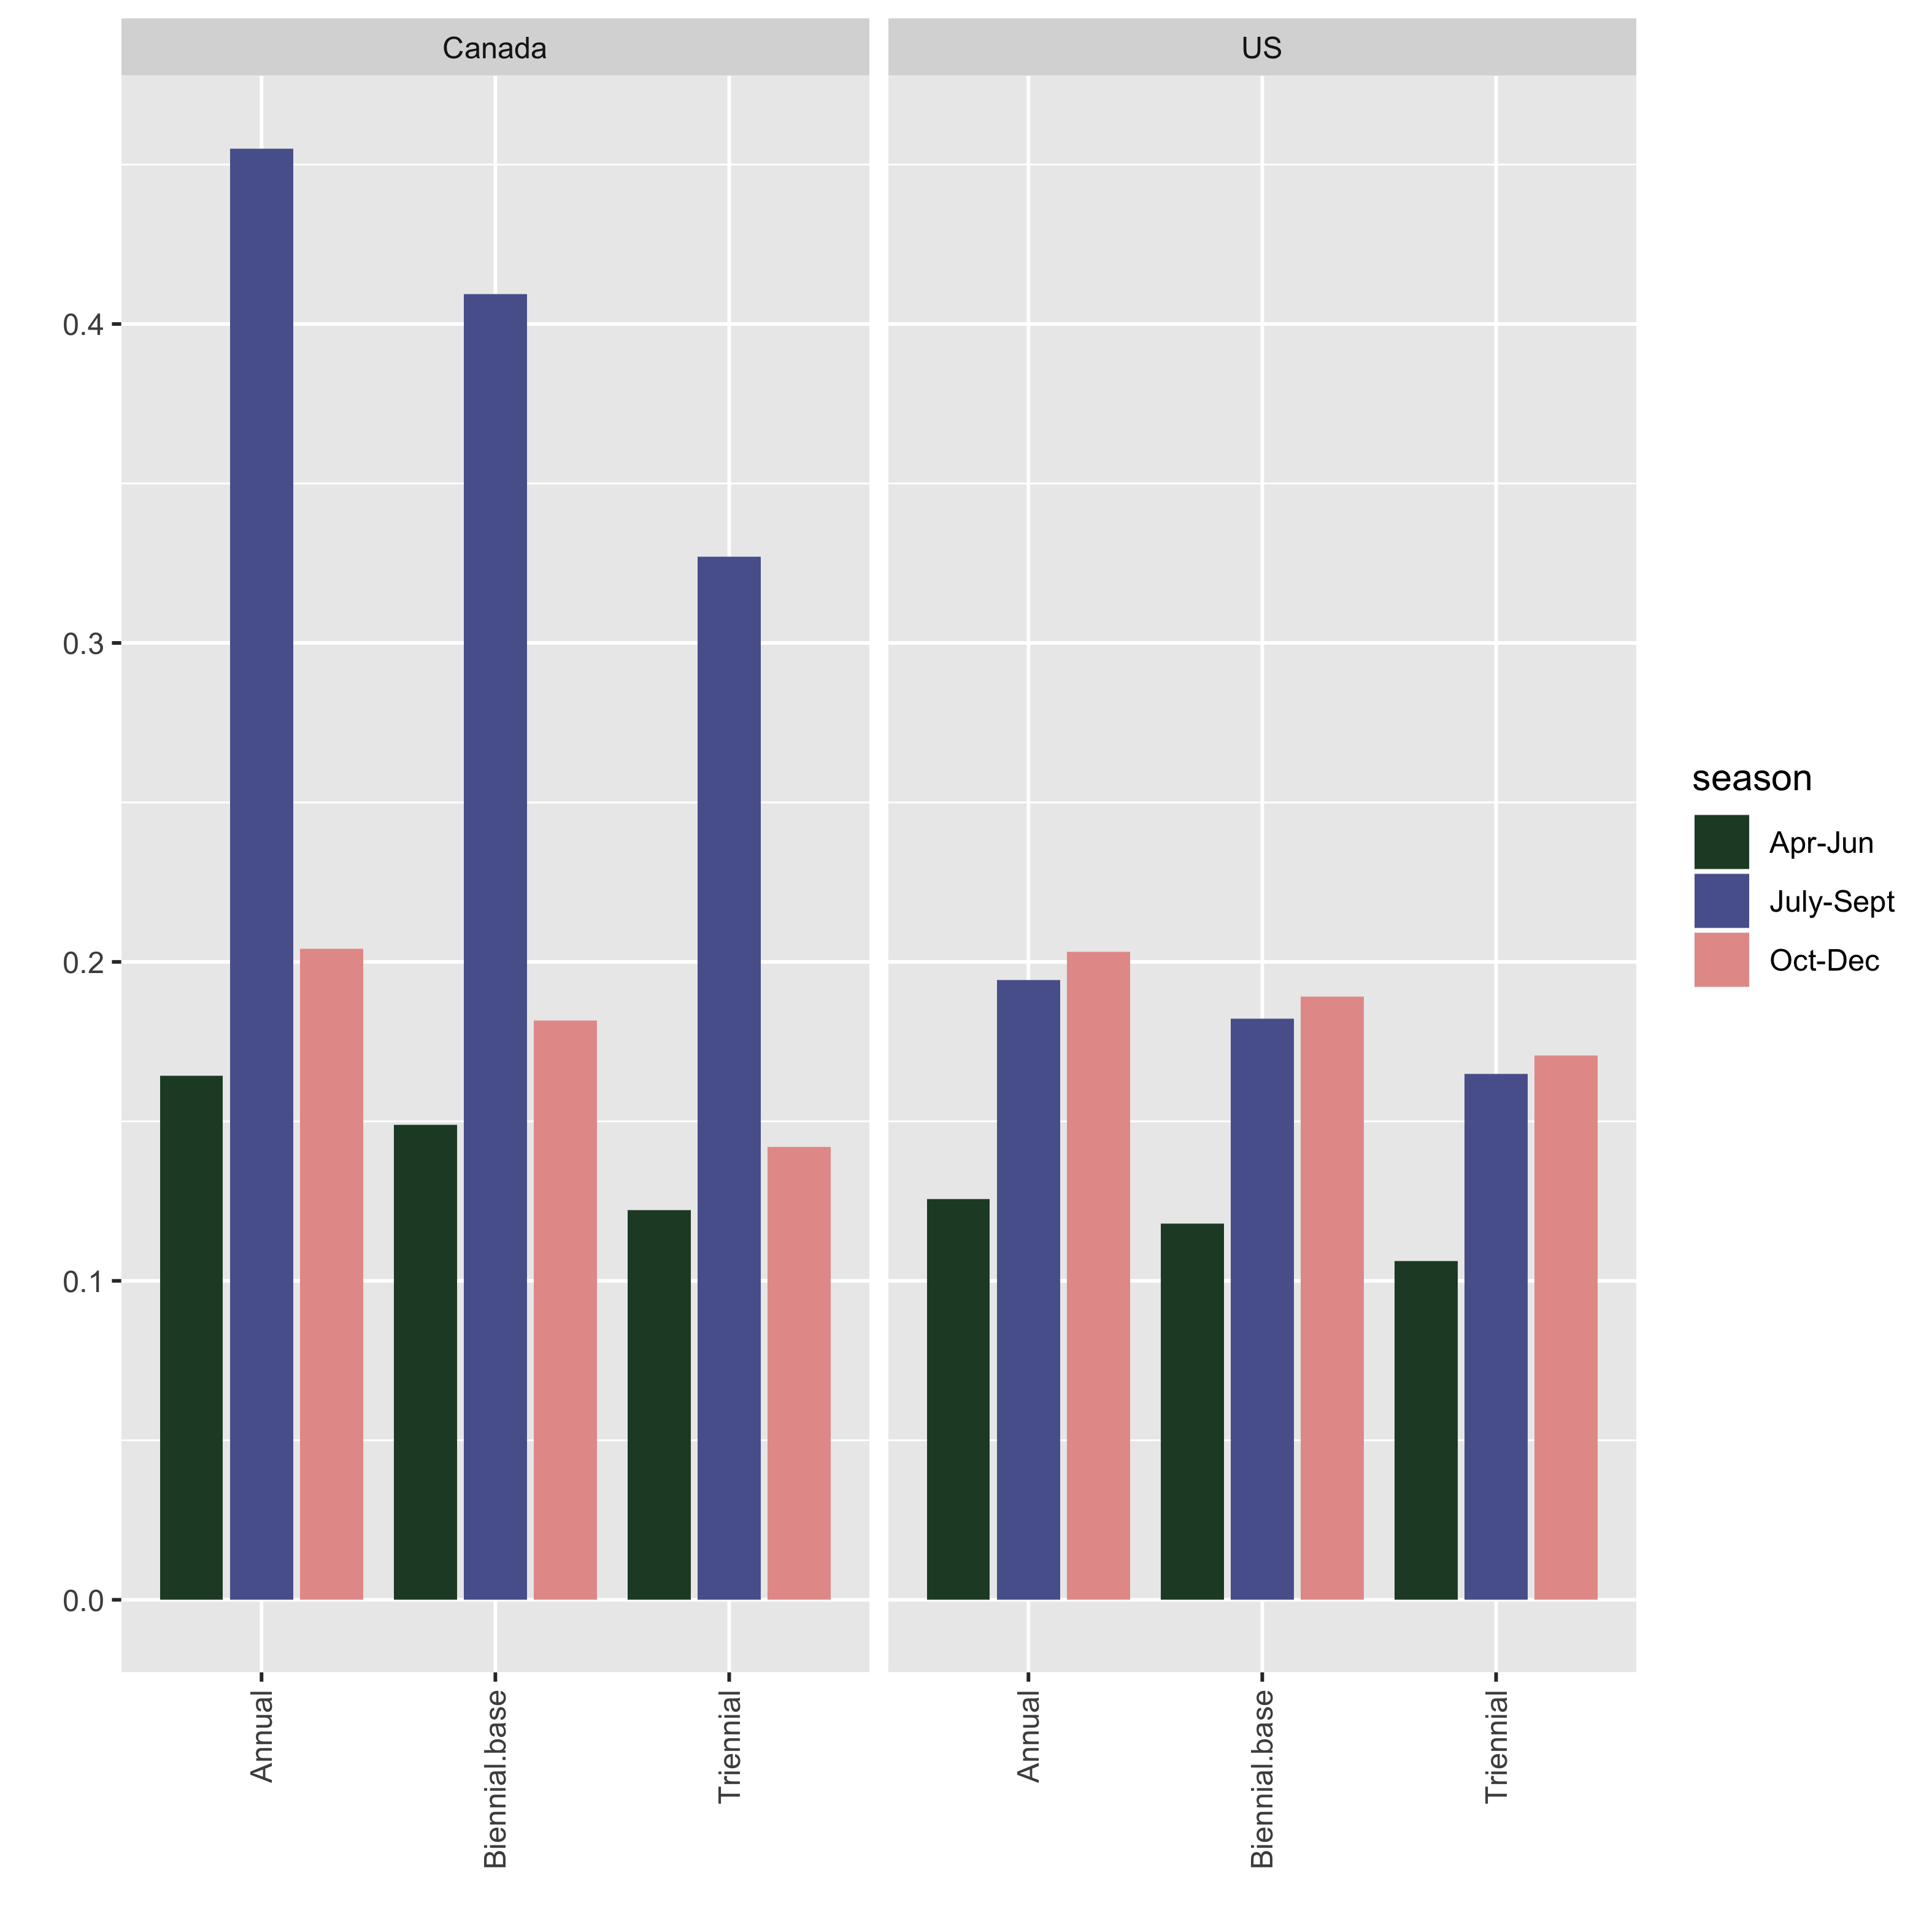 Canada
US
0.4
0.3
0.2
0.1
0.0
Annual
Biennial.base
Triennial
Annual
Biennial.base
Triennial
season
Apr-Jun
July-Sept
Oct-Dec